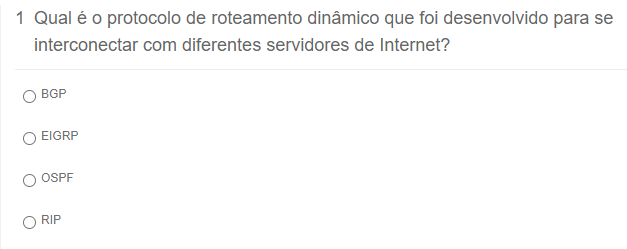 1 Qual é o protocolo de roteamento dinâmico que foi desenvolvido para se
interconectar com diferentes servidores de Internet?
BGP
EIGRP
OSPF
RIP